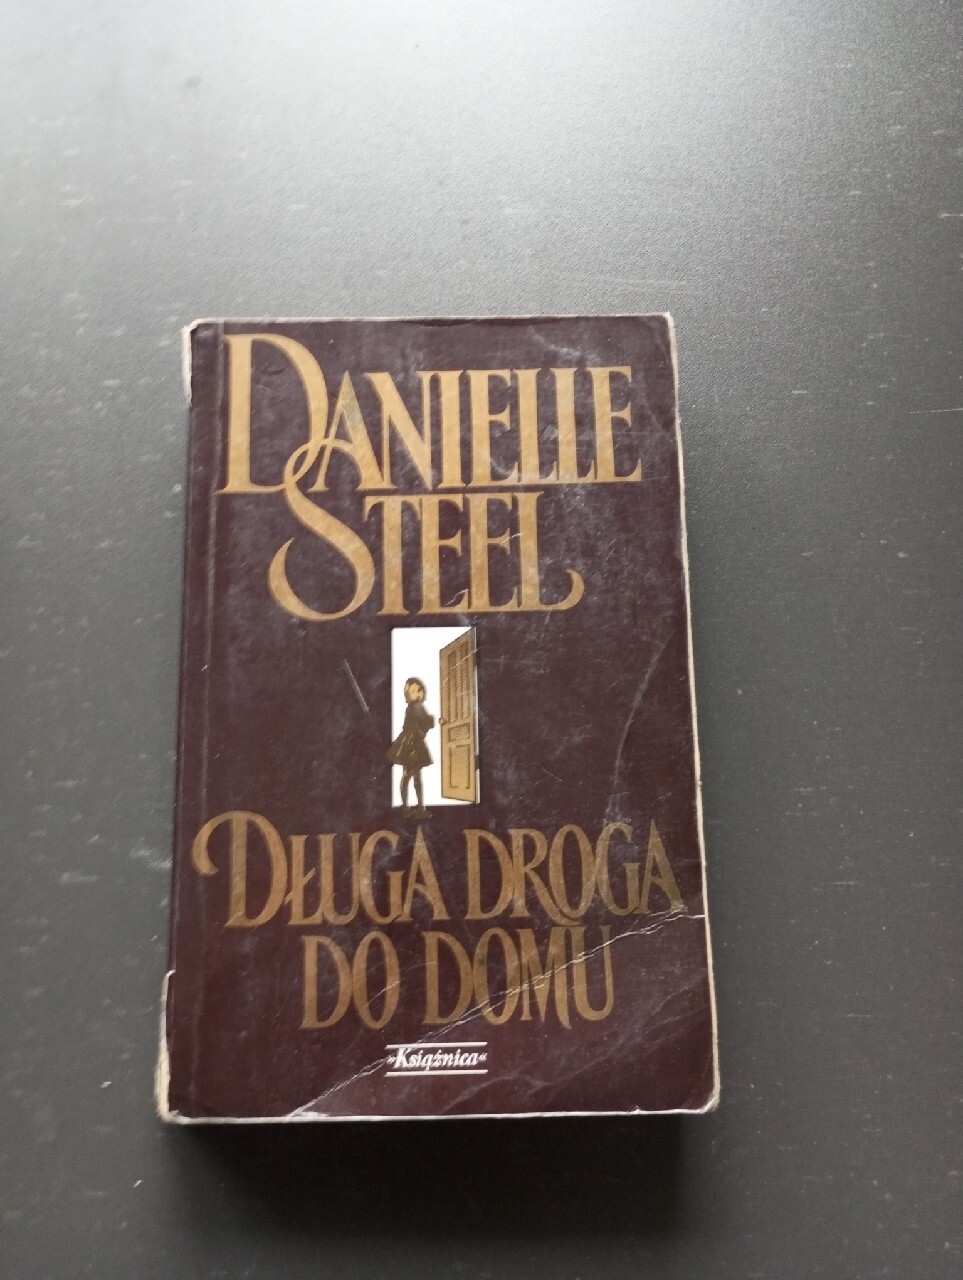 DANIELLE
STEEL
DŁUGA DROGA
DO DOMU
»Książnica«